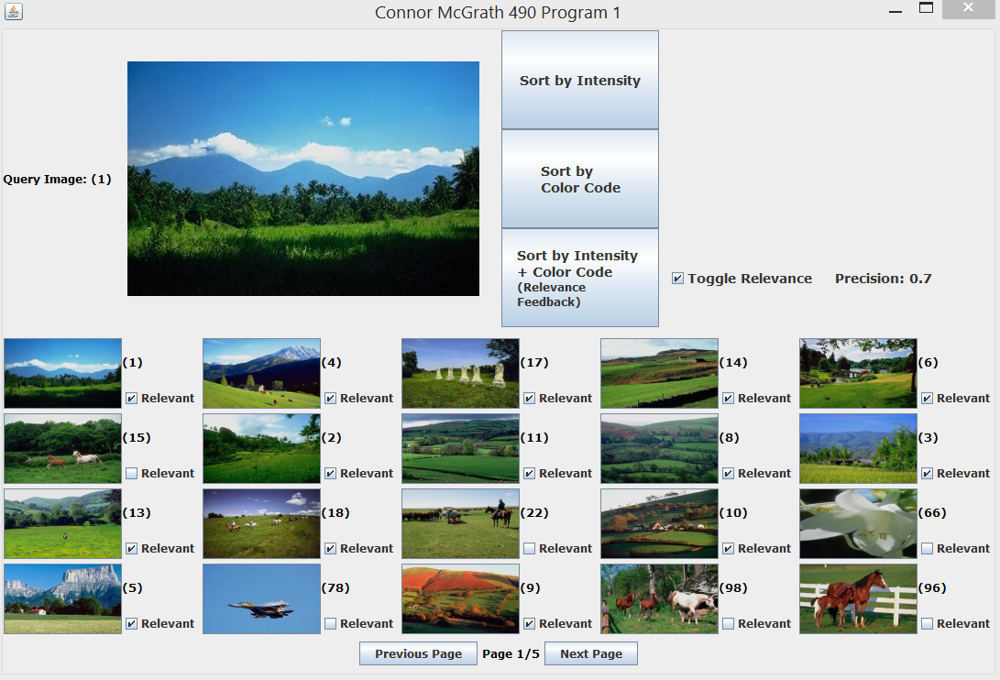 Connor McGrath 490 Program 1
Sort by Intensity
Query Image: (1)
Sort by
Color Code
Sort by Intensity
+ Color Code
(Relevance
Feedback)
Toggle Relevance Precision: 0.7
(1) (4) (17) (14) (6)
Relevant Relevant Relevant Relevant Relevant
(15) (2) (11) (8) (3)
Relevant Relevant Relevant Relevant Relevant
(13) (18) (22) (10) (66)
Relevant Relevant Relevant Relevant Relevant
(5) (78) (9) (98) (96)
Relevant Relevant Relevant Relevant Relevant
Previous Page Page 1/5 Next Page